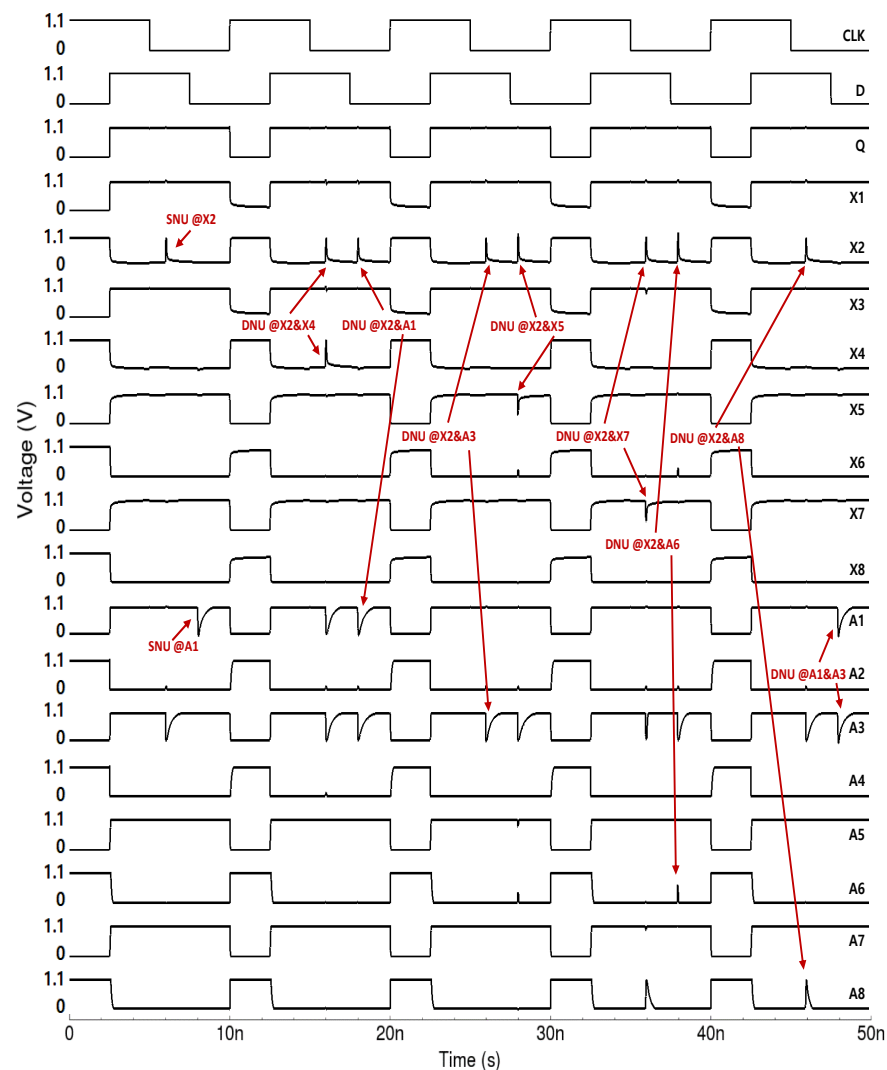 1.1
0
CLK
1.1
0
D
1.1
0
Q
1.1
0
X1
SNU @X2
1.1
0
X2
1.1
0
X3
DNU @X2&X4
DNU @X2&A1
DNU @X2&X5
1.1
0
X4
1.1
0
X5
DNU @X2&A3
DNU @X2&X7
DNU @X2&A8
1.1
0
X6
Voltage (V)
1.1
0
X7
DNU @X2&A6
1.1
0
X8
1.1
0
A1
SNU @A1
1.1
0
A2
DNU @A1&A3
1.1
0
A3
1.1
0
A4
1.1
0
A5
1.1
0
A6
1.1
0
A7
1.1
0
A8
0 10n 20n 30n 40n 50n
Time (s)